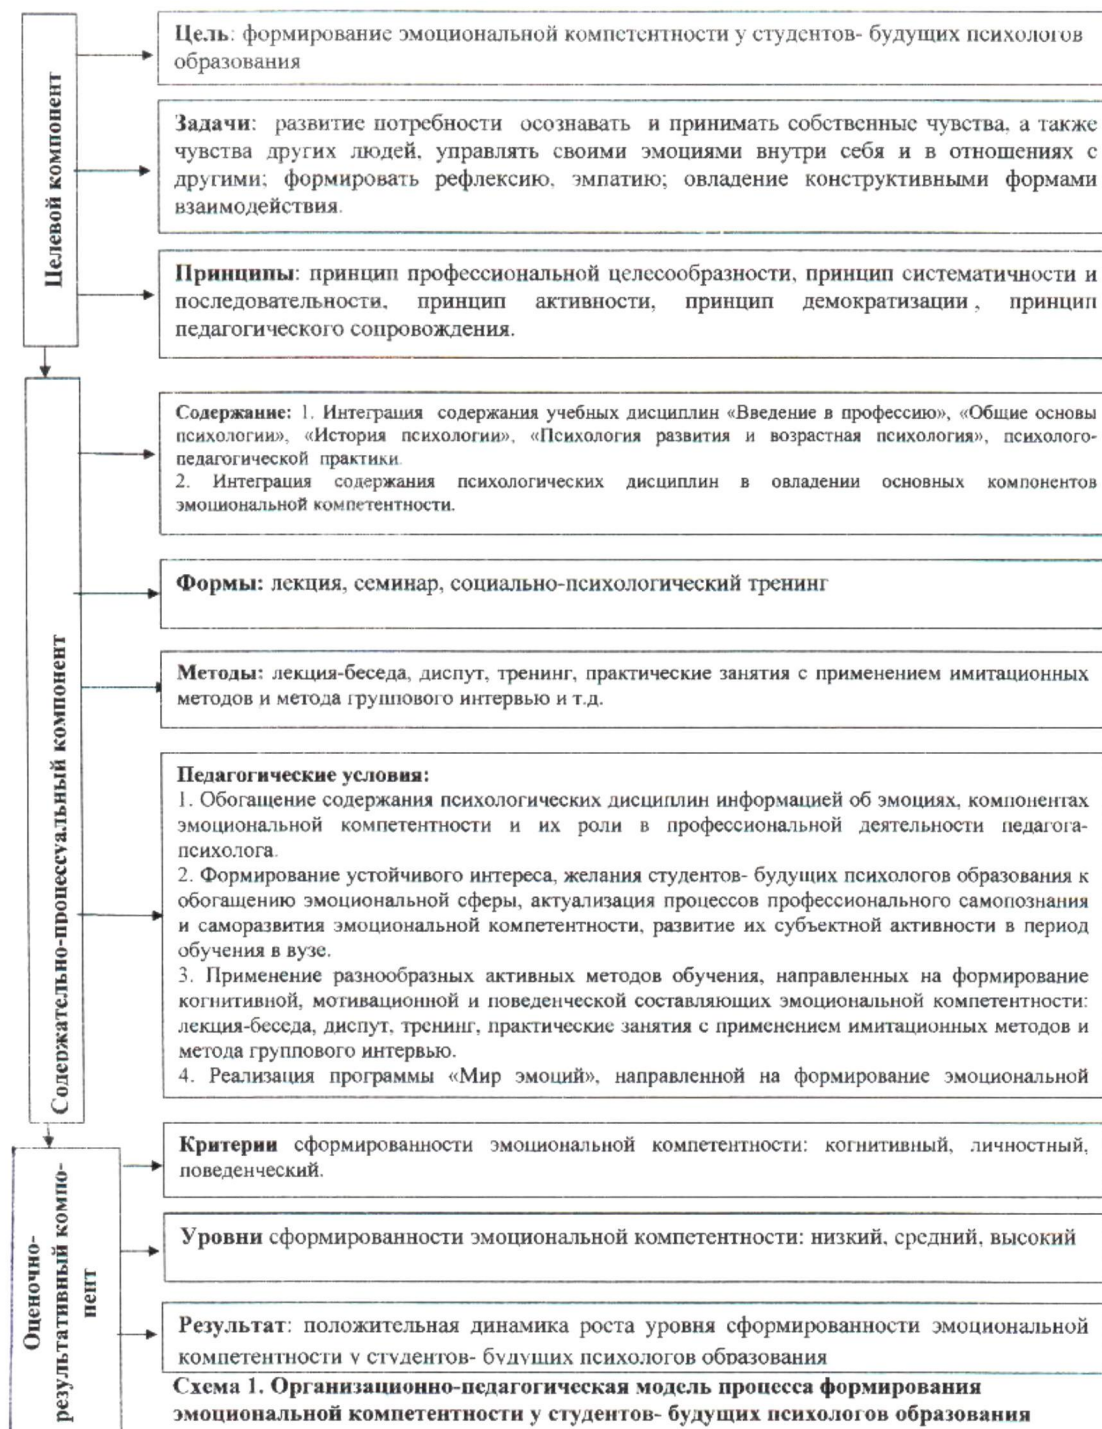 Целевой компонент
Цель: формирование эмоциональной компетентности у студентов- будущих психологов
образования
Задачи: развитие потребности осознавать и принимать собственные чувства, а также
чувства других людей, управлять своими эмоциями внутри себя и в отношениях с
другими; формировать рефлексию, эмпатию; овладение конструктивными формами
взаимодействия.
Принципы: принцип профессиональной целесообразности, принцип систематичности и
последовательности, принцип активности, принцип демократизации, принцип
педагогического сопровождения.
Содержательно-процессуальный компонент
Содержание: 1. Интеграция содержания учебных дисциплин «Введение в профессию», «Общие основы
психологии», «История психологии», «Психология развития и возрастная психология», психолого-
педагогической практики.
2. Интеграция содержания психологических дисциплин в овладении основных компонентов
эмоциональной компетентности.
Формы: лекция, семинар, социально-психологический тренинг
Методы: лекция-беседа, диспут, тренинг, практические занятия с применением имитационных
методов и метода группового интервью и т.д.
Педагогические условия:
1. Обогащение содержания психологических дисциплин информацией об эмоциях, компонентах
эмоциональной компетентности и их роли в профессиональной деятельности педагога-
психолога.
2. Формирование устойчивого интереса, желания студентов- будущих психологов образования к
обогащению эмоциональной сферы, актуализация процессов профессионального самопознания
и саморазвития эмоциональной компетентности, развитие их субъектной активности в период
обучения в вузе.
3. Применение разнообразных активных методов обучения, направленных на формирование
когнитивной, мотивационной и поведенческой составляющих эмоциональной компетентности:
лекция-беседа, диспут, тренинг, практические занятия с применением имитационных методов и
метода группового интервью.
4. Реализация программы «Мир эмоций», направленной на формирование эмоциональной
Оценочно-
результативный компо-
нент
Критерии сформированности эмоциональной компетентности: когнитивный, личностный,
поведенческий.
Уровни сформированности эмоциональной компетентности: низкий, средний, высокий
Результат: положительная динамика роста уровня сформированности эмоциональной
компетентности у студентов- будущих психологов образования
Схема 1. Организационно-педагогическая модель процесса формирования
эмоциональной компетентности у студентов- будущих психологов образования